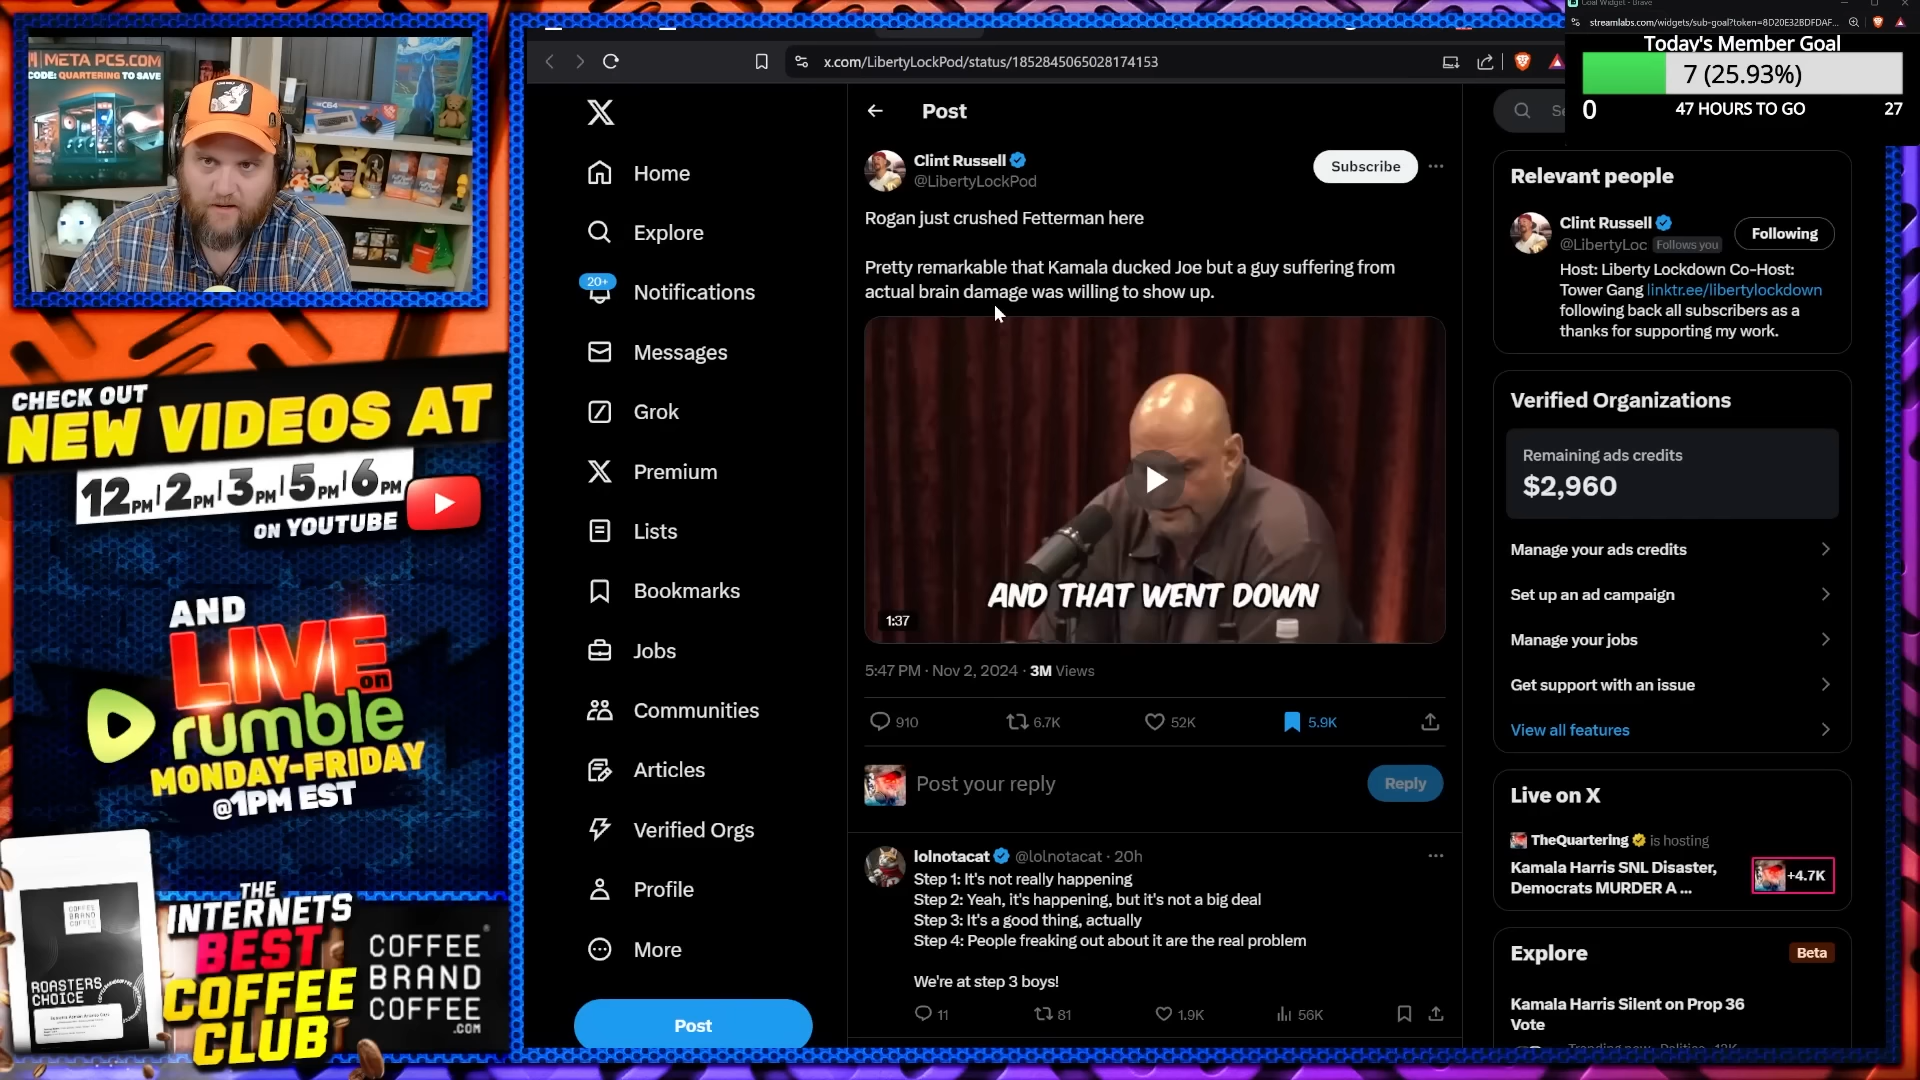 META PCS.COM
CODE: QUARTERING TO SAVE
C64
CHECK OUT
NEW VIDEOS AT
12PM | 2PM | 3PM | 5PM | 6PM
ON YOUTUBE
AND
LIVE
on
rumble
MONDAY-FRIDAY
@1PM EST
COFFEE
BRAND
COFFEE
ROASTERS
CHOICE
THE
INTERNETS
BEST
COFFEE
CLUB
COFFEE
BRAND
COFFEE
.COM
x.com/LibertyLockPod/status/1852845065028174153
Goal Widget - Brave
streamlabs.com/widgets/sub-goal?token=8D20E32BDFDAF...
Today's Member Goal
7 (25.93%)
0
47 HOURS TO GO
27
Home
Explore
20+
Notifications
Messages
Grok
Premium
Lists
Bookmarks
Jobs
Communities
Articles
Verified Orgs
Profile
More
Post
Post
Clint Russell
@LibertyLockPod
Subscribe
Rogan just crushed Fetterman here
Pretty remarkable that Kamala ducked Joe but a guy suffering from
actual brain damage was willing to show up.
AND THAT WENT DOWN
1:37
5:47 PM · Nov 2, 2024 · 3M Views
910
6.7K
52K
5.9K
Post your reply
Reply
lolnotacat @lolnotacat · 20h
Step 1: It's not really happening
Step 2: Yeah, it's happening, but it's not a big deal
Step 3: It's a good thing, actually
Step 4: People freaking out about it are the real problem
We're at step 3 boys!
11
81
1.9K
56K
Se
Relevant people
Clint Russell
@LibertyLoc Follows you
Following
Host: Liberty Lockdown Co-Host:
Tower Gang linktr.ee/libertylockdown
following back all subscribers as a
thanks for supporting my work.
Verified Organizations
Remaining ads credits
$2,960
Manage your ads credits
Set up an ad campaign
Manage your jobs
Get support with an issue
View all features
Live on X
TheQuartering is hosting
Kamala Harris SNL Disaster,
Democrats MURDER A ...
+4.7K
Explore
Beta
Kamala Harris Silent on Prop 36
Vote